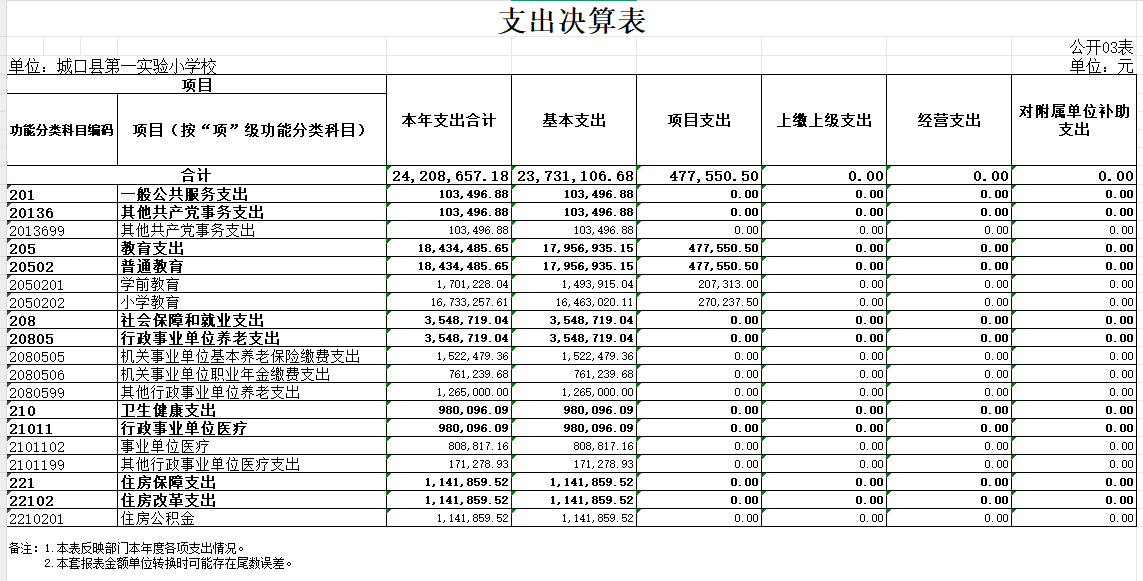 支出决算表
公开03表
单位：城口县第一实验小学校 单位：元
项目 本年支出合计 基本支出 项目支出 上缴上级支出 经营支出 对附属单位补助支出
功能分类科目编码 项目（按“项”级功能分类科目）
合计 24,208,657.18 23,731,106.68 477,550.50 0.00 0.00 0.00
201 一般公共服务支出 103,496.88 103,496.88 0.00 0.00 0.00 0.00
20136 其他共产党事务支出 103,496.88 103,496.88 0.00 0.00 0.00 0.00
2013699 其他共产党事务支出 103,496.88 103,496.88 0.00 0.00 0.00 0.00
205 教育支出 18,434,485.65 17,956,935.15 477,550.50 0.00 0.00 0.00
20502 普通教育 18,434,485.65 17,956,935.15 477,550.50 0.00 0.00 0.00
2050201 学前教育 1,701,228.04 1,493,915.04 207,313.00 0.00 0.00 0.00
2050202 小学教育 16,733,257.61 16,463,020.11 270,237.50 0.00 0.00 0.00
208 社会保障和就业支出 3,548,719.04 3,548,719.04 0.00 0.00 0.00 0.00
20805 行政事业单位养老支出 3,548,719.04 3,548,719.04 0.00 0.00 0.00 0.00
2080505 机关事业单位基本养老保险缴费支出 1,522,479.36 1,522,479.36 0.00 0.00 0.00 0.00
2080506 机关事业单位职业年金缴费支出 761,239.68 761,239.68 0.00 0.00 0.00 0.00
2080599 其他行政事业单位养老支出 1,265,000.00 1,265,000.00 0.00 0.00 0.00 0.00
210 卫生健康支出 980,096.09 980,096.09 0.00 0.00 0.00 0.00
21011 行政事业单位医疗 980,096.09 980,096.09 0.00 0.00 0.00 0.00
2101102 事业单位医疗 808,817.16 808,817.16 0.00 0.00 0.00 0.00
2101199 其他行政事业单位医疗支出 171,278.93 171,278.93 0.00 0.00 0.00 0.00
221 住房保障支出 1,141,859.52 1,141,859.52 0.00 0.00 0.00 0.00
22102 住房改革支出 1,141,859.52 1,141,859.52 0.00 0.00 0.00 0.00
2210201 住房公积金 1,141,859.52 1,141,859.52 0.00 0.00 0.00 0.00
备注：1.本表反映部门本年度各项支出情况。
2.本套报表金额单位转换时可能存在尾数误差。